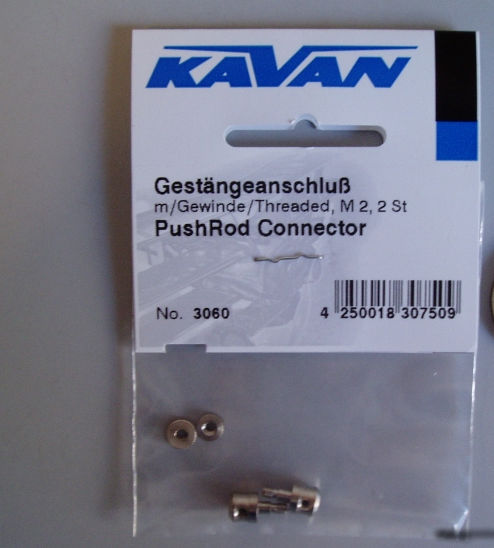 KAVAN
Gestängeanschluß
m/Gewinde/Threaded, M 2, 2 St
PushRod Connector
No. 3060
4 250018 307509